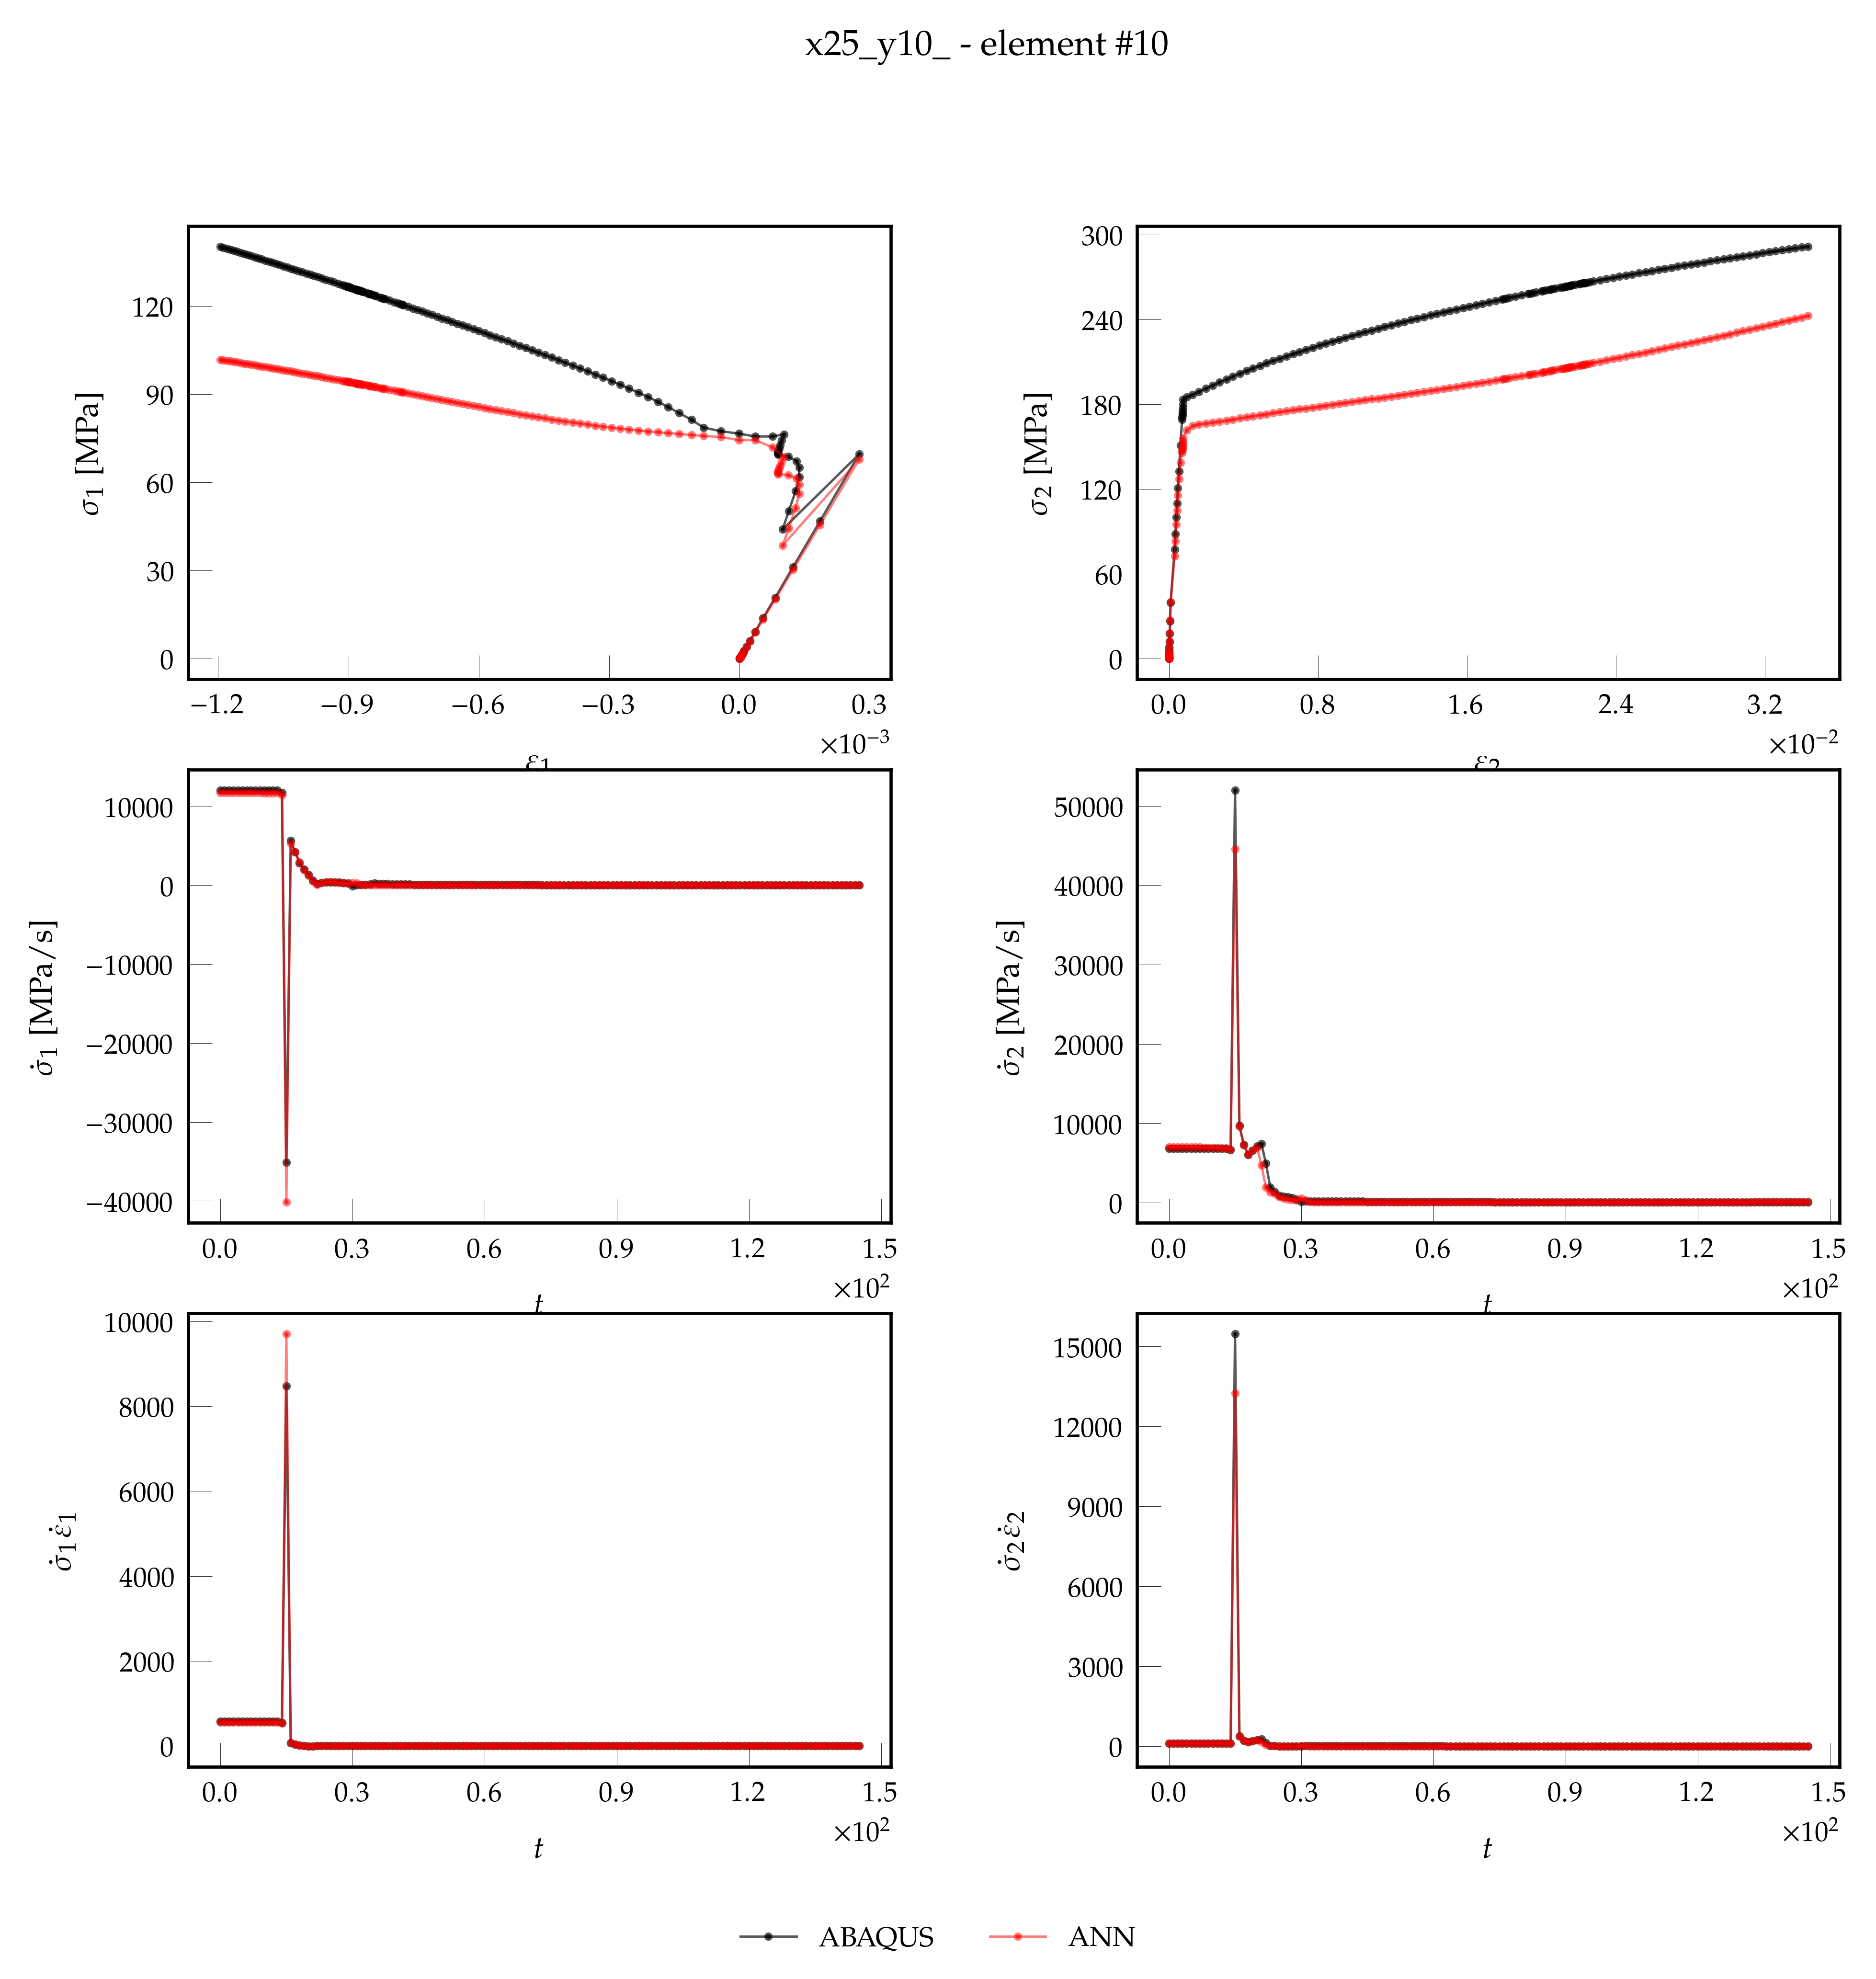 x25_y10_ - element #10
σ₁ [MPa]
120
90
60
30
0
−1.2 −0.9 −0.6 −0.3 0.0 0.3
×10⁻³
ε₁
σ₂ [MPa]
300
240
180
120
60
0
0.0 0.8 1.6 2.4 3.2
×10⁻²
ε₂
σ̇₁ [MPa/s]
10000
0
−10000
−20000
−30000
−40000
0.0 0.3 0.6 0.9 1.2 1.5
×10²
t
σ̇₂ [MPa/s]
50000
40000
30000
20000
10000
0
0.0 0.3 0.6 0.9 1.2 1.5
×10²
t
σ̇₁ε̇₁
10000
8000
6000
4000
2000
0
0.0 0.3 0.6 0.9 1.2 1.5
×10²
t
σ̇₂ε̇₂
15000
12000
9000
6000
3000
0
0.0 0.3 0.6 0.9 1.2 1.5
×10²
t
ABAQUS ANN